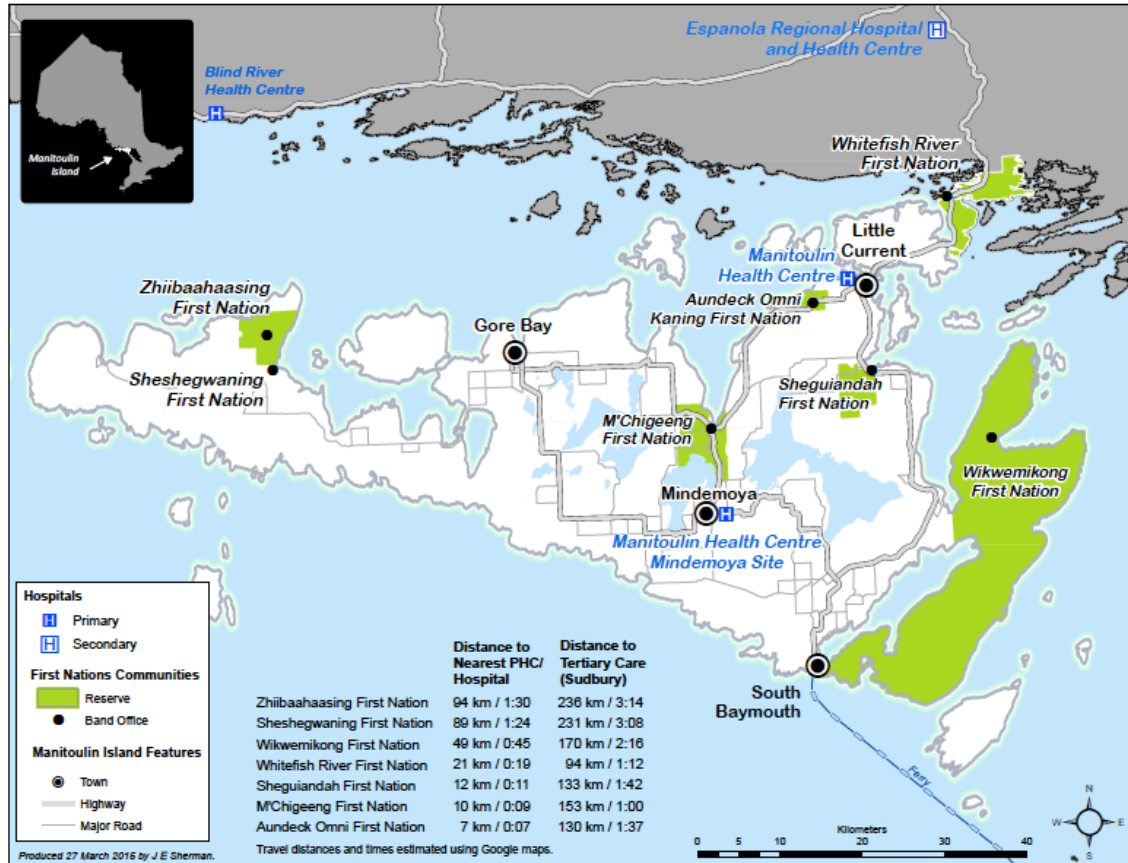 Espanola Regional Hospital
and Health Centre
H
Blind River
Health Centre
H
Manitoulin
Island
Whitefish River
First Nation
Little
Current
Manitoulin
Health Centre
H
Zhiibaahaasing
First Nation
Aundeck Omni
Kaning First Nation
Gore Bay
Sheshegwaning
First Nation
Sheguiandah
First Nation
M'Chigeeng
First Nation
Wikwemikong
First Nation
Mindemoya
H
Manitoulin Health Centre
Mindemoya Site
South
Baymouth
Ferry
Hospitals
H Primary
H Secondary
First Nations Communities
Reserve
Band Office
Manitoulin Island Features
Town
Highway
Major Road
Produced 27 March 2015 by J E Sherman.
Distance to Distance to
Nearest PHC/ Tertiary Care
Hospital (Sudbury)
Zhiibaahaasing First Nation 94 km / 1:30 236 km / 3:14
Sheshegwaning First Nation 89 km / 1:24 231 km / 3:08
Wikwemikong First Nation 49 km / 0:45 170 km / 2:16
Whitefish River First Nation 21 km / 0:19 94 km / 1:12
Sheguiandah First Nation 12 km / 0:11 133 km / 1:42
M'Chigeeng First Nation 10 km / 0:09 153 km / 1:00
Aundeck Omni First Nation 7 km / 0:07 130 km / 1:37
Travel distances and times estimated using Google maps.
Kilometers
0 5 10 20 30 40
N
W E
S